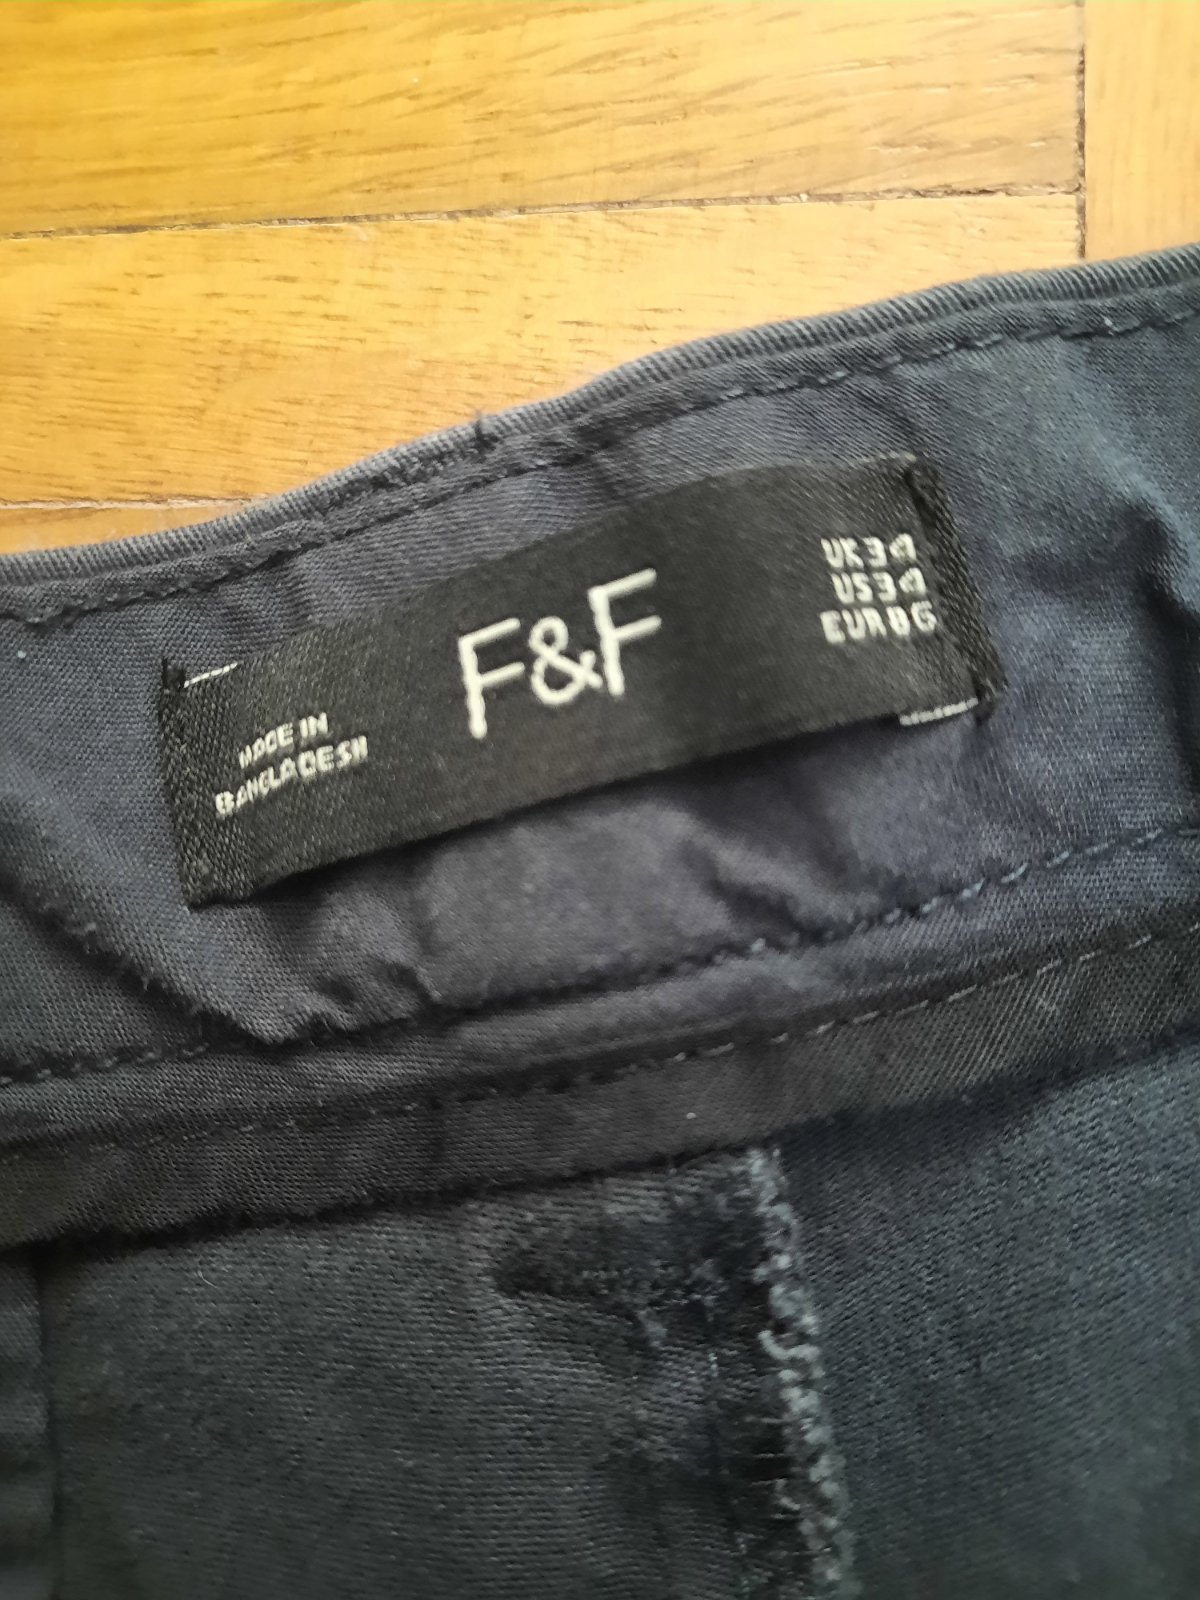 MADE IN
BANGLADESH
F&F
UK 34
US 34
EUR 86